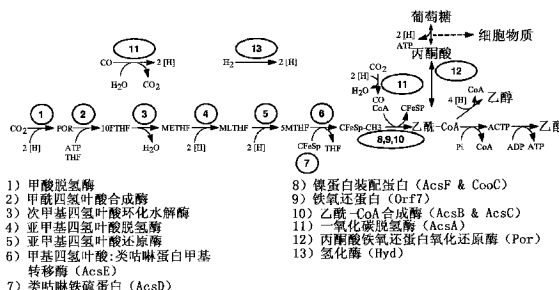 葡萄糖
2 [H]
ATP
细胞物质
丙酮酸
11
CO
2 [H]
H2O
CO2
13
H2
2 [H]
CO2
2 [H]
H2O
CO
CoA
11
CFeSP
12
CoA
4 [H]
乙醇
1
2
3
4
5
6
CO2
POR
10FTHF
METHF
MLTHF
5MTHF
CFeSp-CH3
乙酰-CoA
ACTP
乙酸
2 [H]
ATP
THF
H2O
2 [H]
2 [H]
CFeSp
THF
7
8,9,10
Pi
CoA
ADP
ATP
1) 甲酸脱氢酶
2) 甲酰四氢叶酸合成酶
3) 次甲基四氢叶酸环化水解酶
4) 亚甲基四氢叶酸脱氢酶
5) 亚甲基四氢叶酸还原酶
6) 甲基四氢叶酸:类咕啉蛋白甲基
转移酶 (AcsE)
7) 类咕啉铁硫蛋白 (AcsD)
8) 镍蛋白装配蛋白 (AcsF & CooC)
9) 铁氧还蛋白 (Orf7)
10) 乙酰-CoA合成酶 (AcsB & AcsC)
11) 一氧化碳脱氢酶 (AcsA)
12) 丙酮酸铁氧还蛋白氧化还原酶 (Por)
13) 氢化酶 (Hyd)